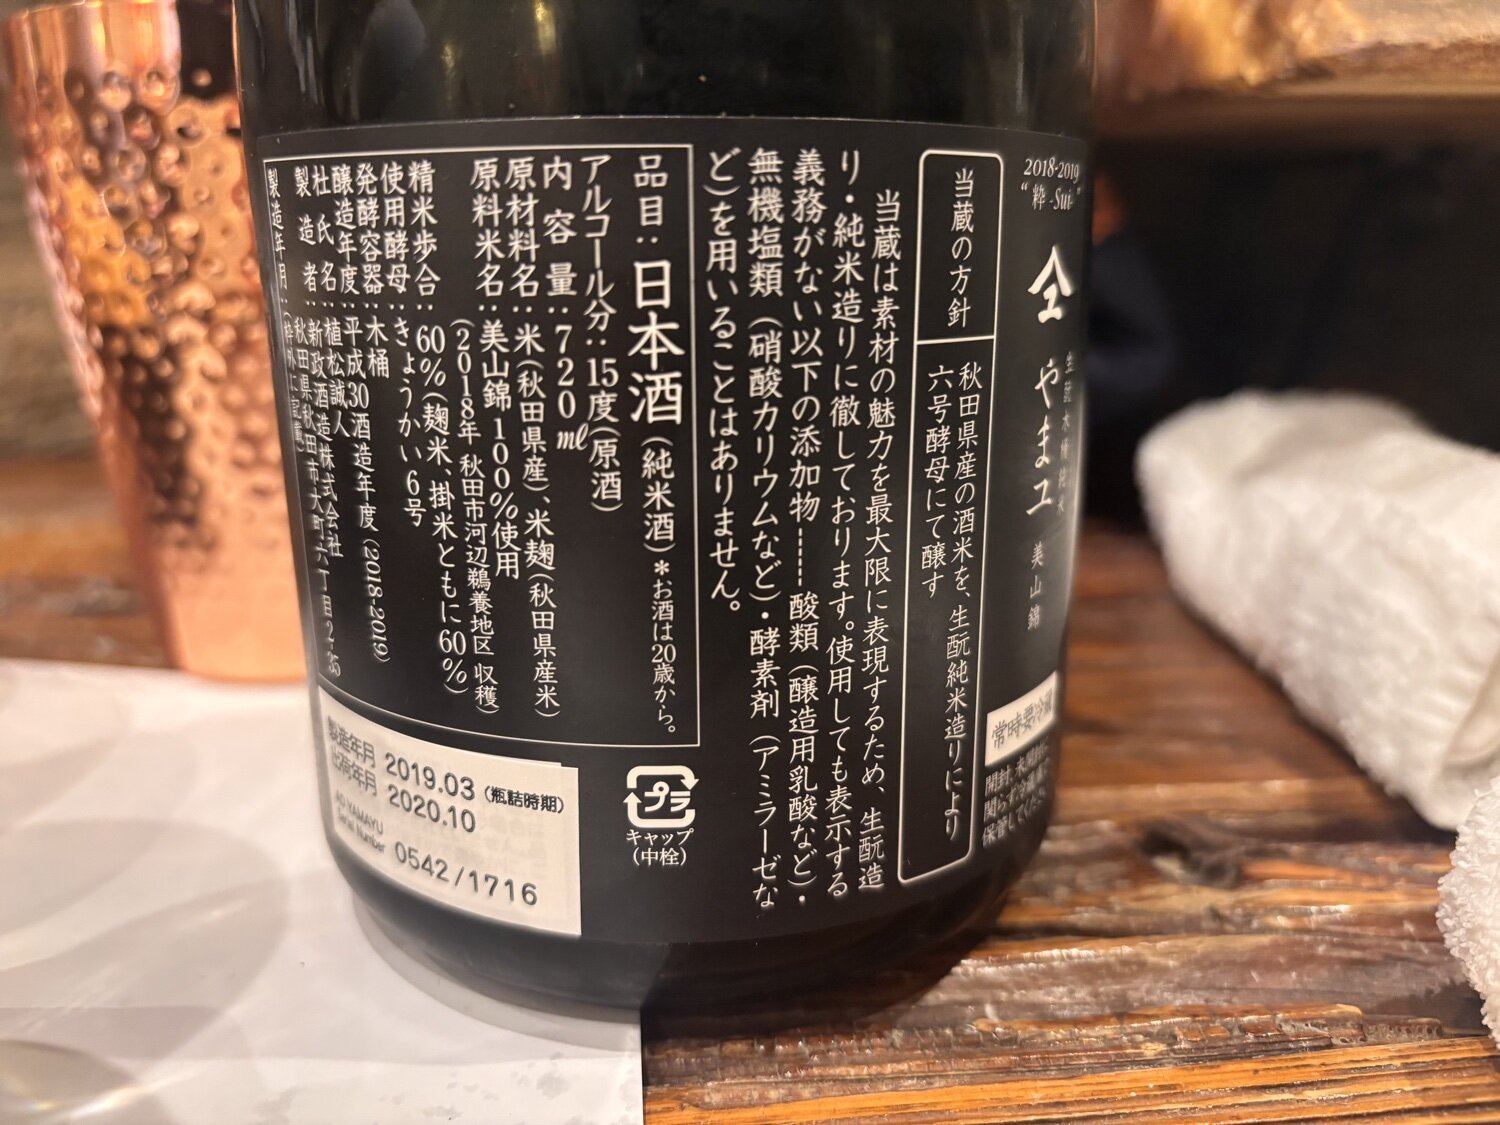 2018-2019
“粋 -Sui-”
やまユ
美山錦
常時要冷蔵
当蔵の方針
秋田県産の酒米を、生酛純米造りにより
六号酵母にて醸す
当蔵は素材の魅力を最大限に表現するため、生酛造
り・純米造りに徹しております。使用しても表示する
義務がない以下の添加物------酸類（醸造用乳酸など）・
無機塩類（硝酸カリウムなど）・酵素剤（アミラーゼな
ど）を用いることはありません。
品目：日本酒（純米酒）＊お酒は20歳から。
アルコール分：15度（原酒）
内容量：720㎖
原材料名：米（秋田県産）、米麹（秋田県産米）
原料米名：美山錦 100％使用
（2018年 秋田市河辺鵜養地区 収穫）
精米歩合：60％（麹米、掛米ともに60％）
使用酵母：きょうかい6号
発酵容器：木桶
醸造年度：平成30酒造年度（2018-2019）
杜氏名：植松誠人
製造者：新政酒造株式会社
秋田県秋田市大町六丁目2-35
製造年月：（枠外に記載）
製造年月 2019.03（瓶詰時期）
出荷年月 2020.10
AO YAMAYU
Serial Number 0542/1716
プラ
キャップ
（中栓）